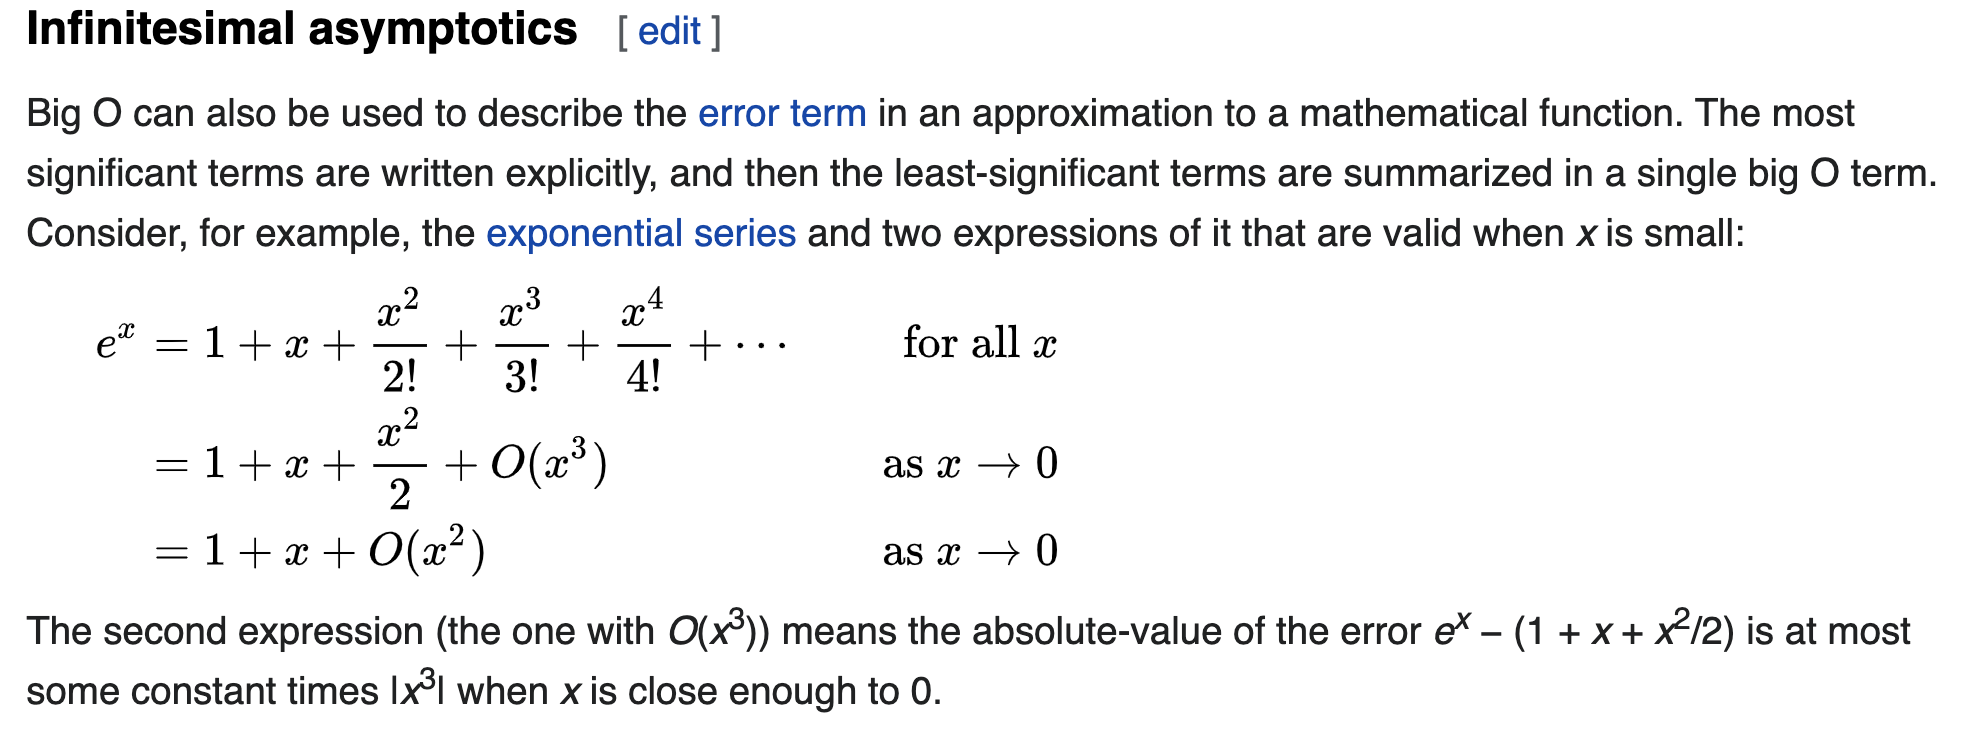 Infinitesimal asymptotics [ edit ]
Big O can also be used to describe the error term in an approximation to a mathematical function. The most
significant terms are written explicitly, and then the least-significant terms are summarized in a single big O term.
Consider, for example, the exponential series and two expressions of it that are valid when x is small:
e^x = 1 + x + x^2/2! + x^3/3! + x^4/4! + ⋯ for all x
= 1 + x + x^2/2 + O(x^3) as x → 0
= 1 + x + O(x^2) as x → 0
The second expression (the one with O(x^3)) means the absolute-value of the error e^x – (1 + x + x^2/2) is at most
some constant times |x^3| when x is close enough to 0.